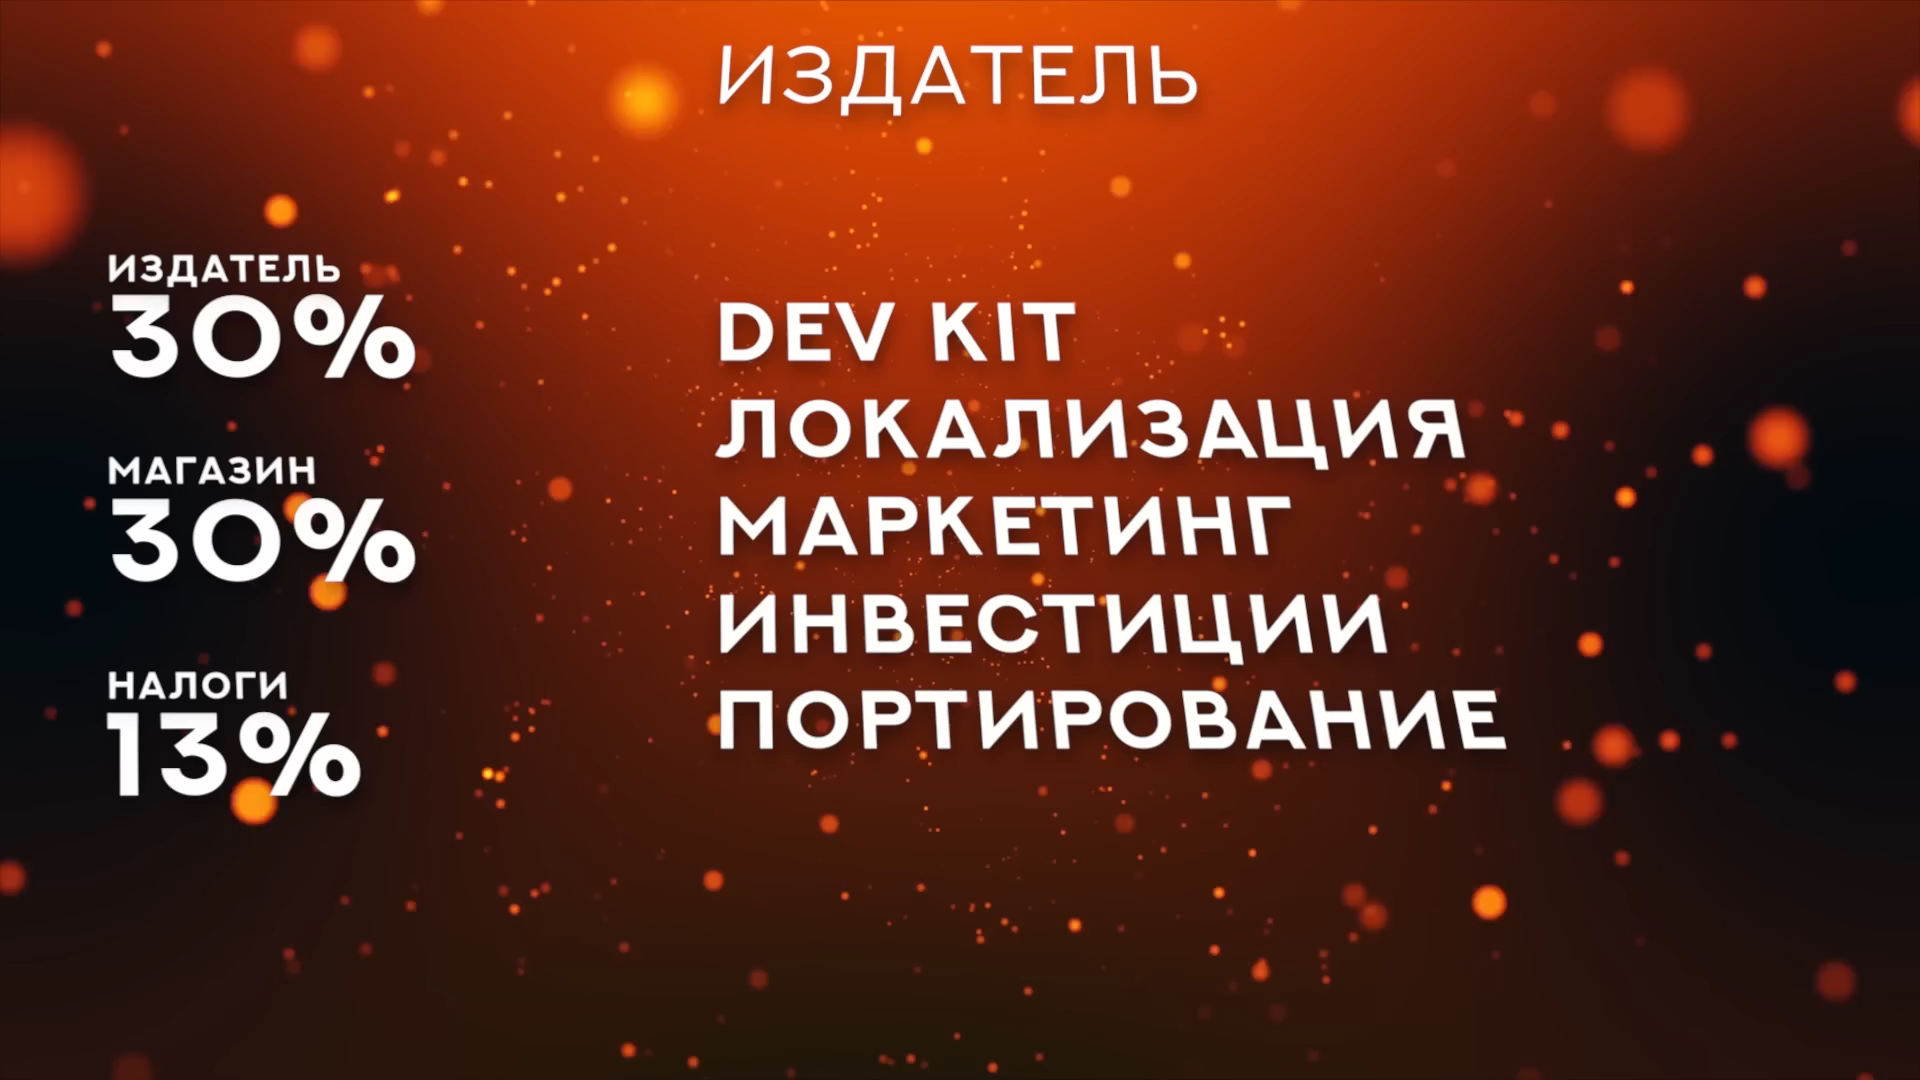 ИЗДАТЕЛЬ
ИЗДАТЕЛЬ
30%
МАГАЗИН
30%
НАЛОГИ
13%
DEV KIT
ЛОКАЛИЗАЦИЯ
МАРКЕТИНГ
ИНВЕСТИЦИИ
ПОРТИРОВАНИЕ